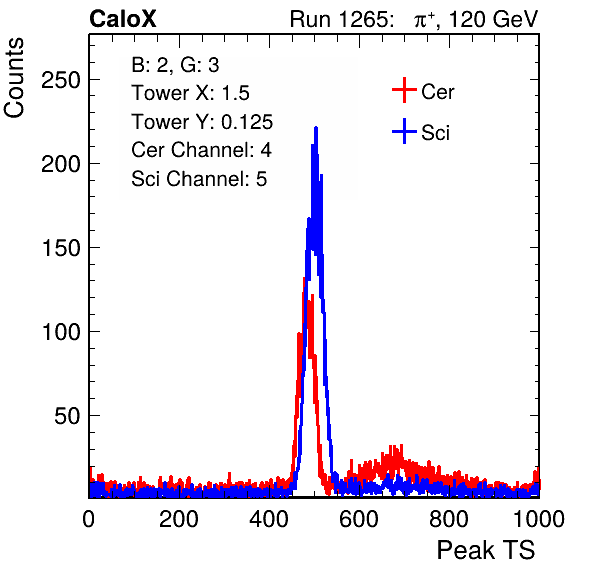 CaloX Run 1265: π⁺, 120 GeV
Counts
B: 2, G: 3
Tower X: 1.5
Tower Y: 0.125
Cer Channel: 4
Sci Channel: 5
Cer
Sci
250
200
150
100
50
0 200 400 600 800 1000
Peak TS